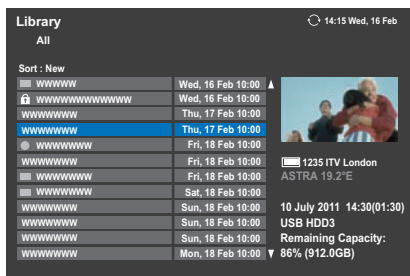 Library
14:15 Wed, 16 Feb
All
Sort : New
wwwww Wed, 16 Feb 10:00
wwwwwwwwwwww Wed, 16 Feb 10:00
wwwwwww Thu, 17 Feb 10:00
wwwwwww Thu, 17 Feb 10:00
wwwwwww Fri, 18 Feb 10:00
wwwwwww Fri, 18 Feb 10:00
wwwwwww Fri, 18 Feb 10:00
wwwwwww Sat, 18 Feb 10:00
wwwwwww Sun, 18 Feb 10:00
wwwwwww Sun, 18 Feb 10:00
wwwwwww Sun, 18 Feb 10:00
wwwwwww Mon, 18 Feb 10:00
1235 ITV London
ASTRA 19.2°E
10 July 2011 14:30(01:30)
USB HDD3
Remaining Capacity:
86% (912.0GB)